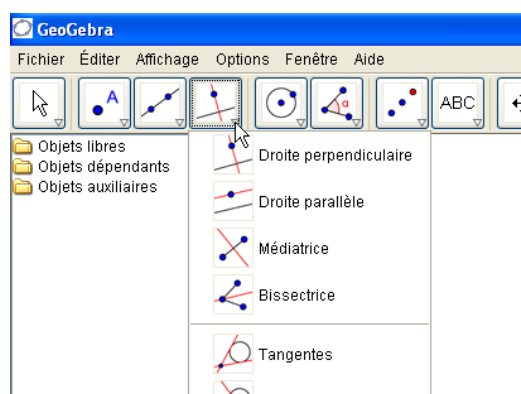 GeoGebra
Fichier Éditer Affichage Options Fenêtre Aide
A
α
ABC
Objets libres
Objets dépendants
Objets auxiliaires
Droite perpendiculaire
Droite parallèle
Médiatrice
Bissectrice
Tangentes